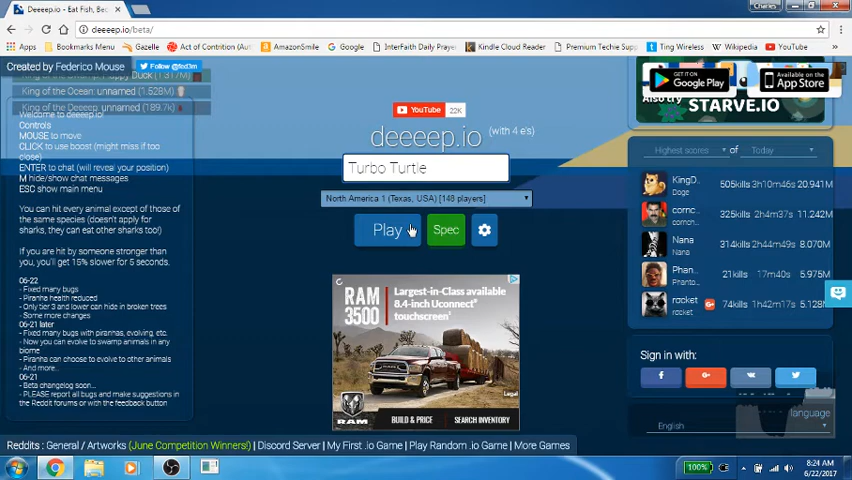 Deeeep.io - Eat Fish, Bec
Charles
deeeep.io/beta/
Apps Bookmarks Menu Gazelle Act of Contrition (Act AmazonSmile Google InterFaith Daily Prayer Kindle Cloud Reader Premium Techie Supp Ting Wireless Wikipedia YouTube
Created by Federico Mouse
Follow @fed3m
King of the Ocean: unnamed (1.528M)
King of the Deeeep: unnamed (189.7k)
Welcome to deeeep.io!
Controls
MOUSE to move
CLICK to use boost (might miss if too
close)
ENTER to chat (will reveal your position)
M hide/show chat messages
ESC show main menu
You can hit every animal except of those of
the same species (doesn't apply for
sharks, they can eat other sharks too!)
If you are hit by someone stronger than
you, you'll get 15% slower for 5 seconds.
06-22
- Fixed many bugs
- Piranha health reduced
- Only tier 3 and lower can hide in broken trees
- Some more changes
06-21 later
- Fixed many bugs with piranhas, evolving, etc.
- Now you can evolve to swamp animals in any
biome
- Piranha can choose to evolve to other animals
- And more...
06-21
- Beta changelog soon...
- PLEASE report all bugs and make suggestions in
the Reddit forums or with the feedback button
YouTube 22K
deeeep.io (with 4 e's)
Turbo Turtle
North America 1 (Texas, USA) [148 players]
Play Spec
RAM
3500
Largest-in-Class available
8.4-inch Uconnect®
touchscreen
Legal
RAM
BUILD & PRICE SEARCH INVENTORY
GET IT ON
Google Play
Available on the
App Store
Also try
STARVE.IO
Highest scores of Today
KingD..
Doge
505kills 3h10m46s 20.941M
cornc..
325kills 2h4m37s 11.242M
Nana
314kills 2h44m49s 8.070M
Phan..
Phanto..
21kills 17m40s 5.975M
rocket
rocket
74kills 1h42m17s 5.128M
Sign in with:
language
English
Reddits: General / Artworks (June Competition Winners!) | Discord Server | My First .io Game | Play Random .io Game | More Games
100%
8:24 AM
6/22/2017